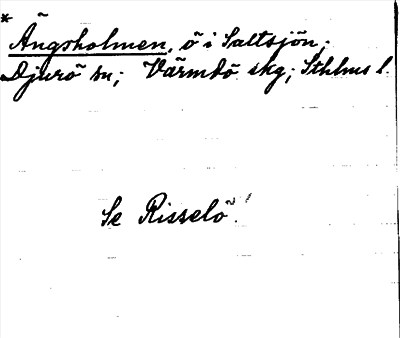 *
Ängsholmen, ö i Saltsjön;
Djurö sn; Värmdö skg; Sthlms l.
Se Risselö!